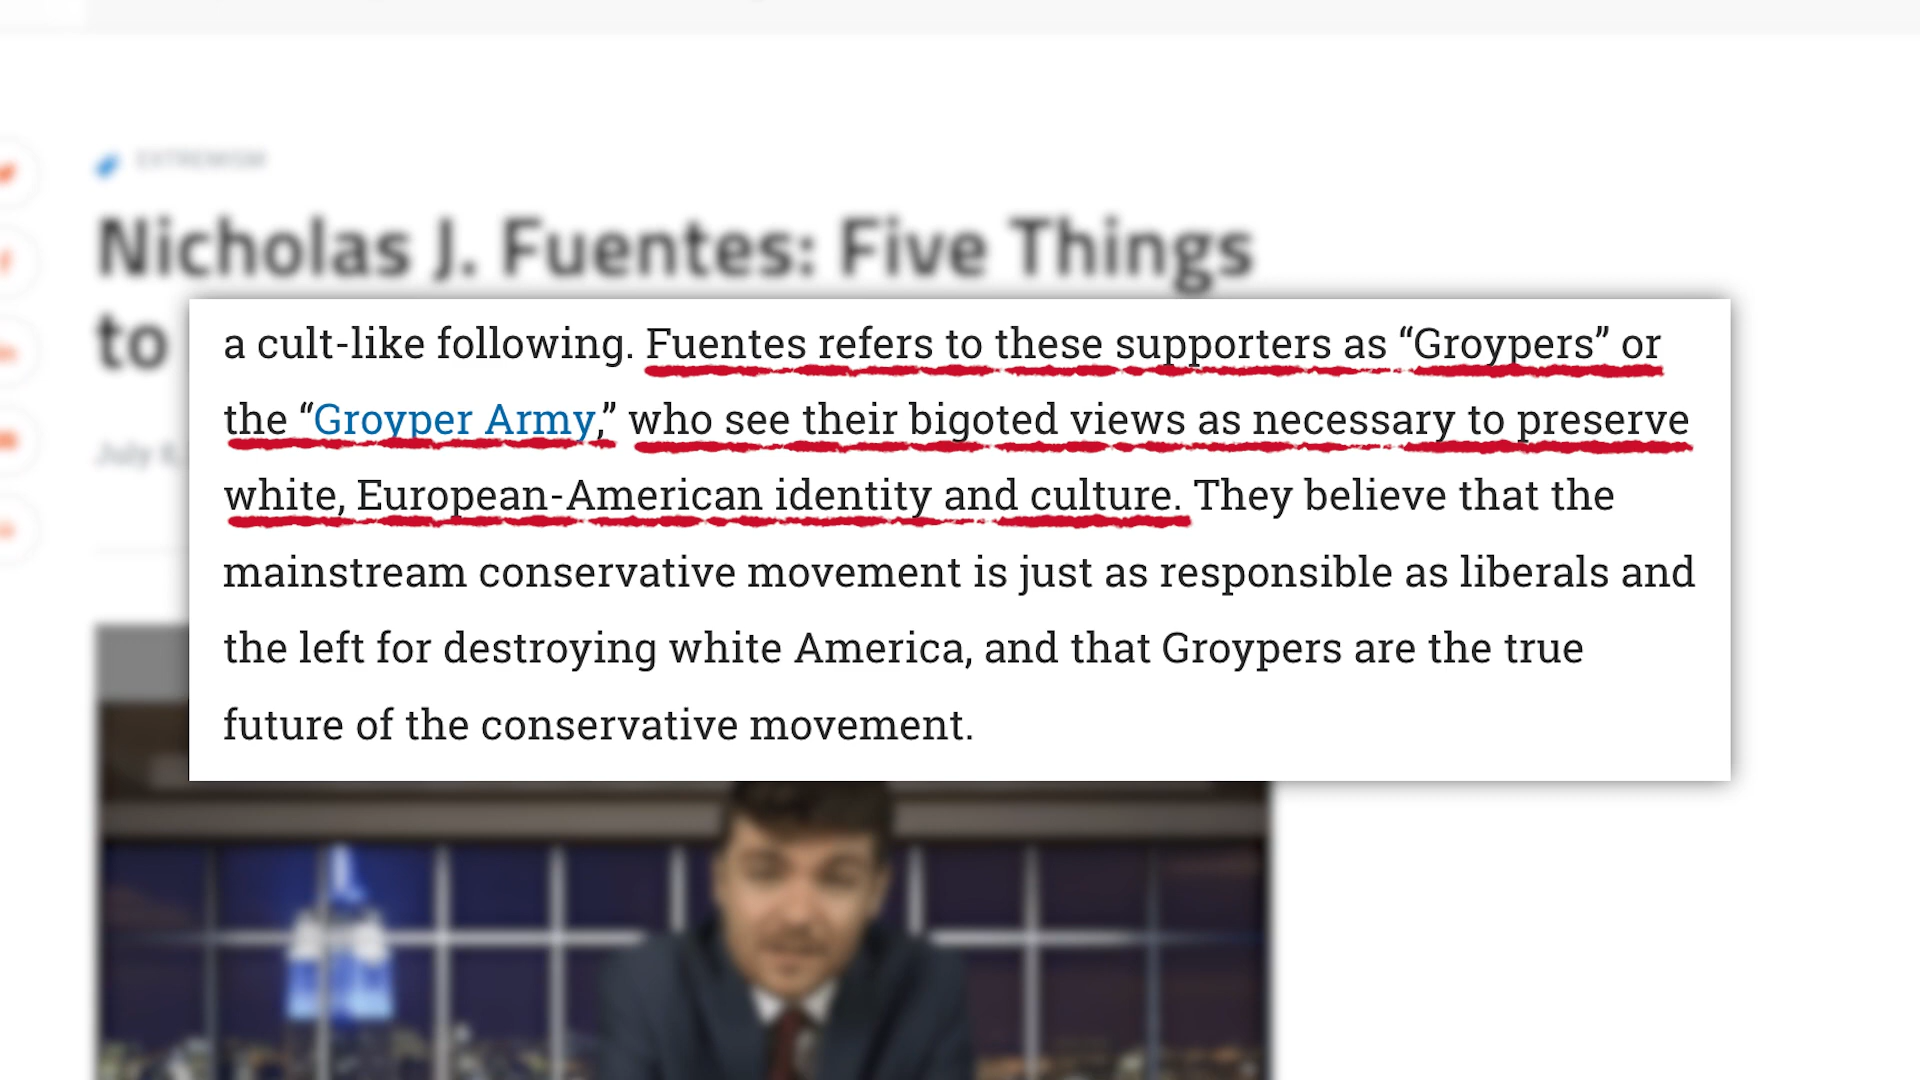 EXTREMISM
Nicholas J. Fuentes: Five Things
to
July 8,
a cult-like following. Fuentes refers to these supporters as “Groypers” or
the “Groyper Army,” who see their bigoted views as necessary to preserve
white, European-American identity and culture. They believe that the
mainstream conservative movement is just as responsible as liberals and
the left for destroying white America, and that Groypers are the true
future of the conservative movement.